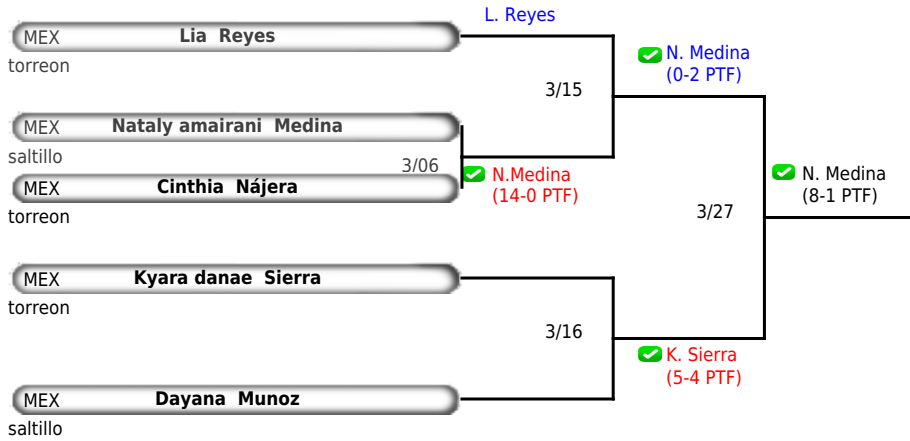 L. Reyes
MEX Lia Reyes
torreon
N. Medina
(0-2 PTF)
3/15
MEX Nataly amairani Medina
saltillo
3/06
N.Medina
(14-0 PTF)
MEX Cinthia Nájera
torreon
N. Medina
(8-1 PTF)
3/27
MEX Kyara danae Sierra
torreon
3/16
K. Sierra
(5-4 PTF)
MEX Dayana Munoz
saltillo